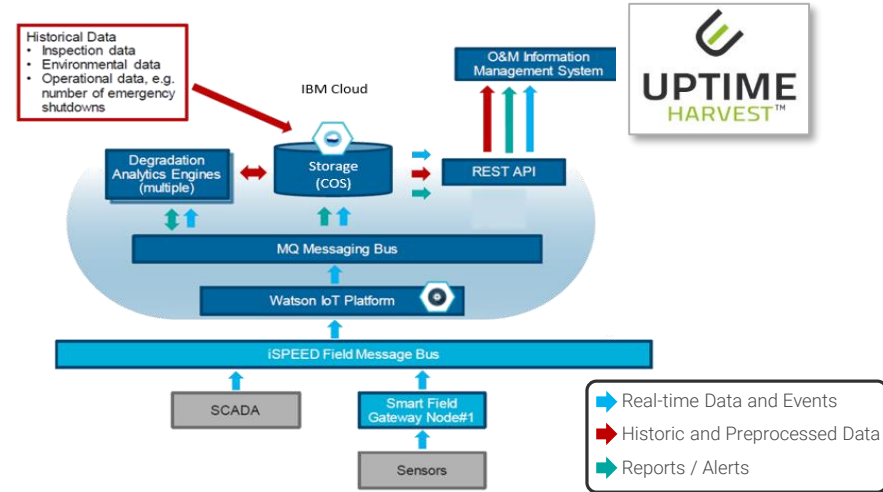 Historical Data
• Inspection data
• Environmental data
• Operational data, e.g.
number of emergency
shutdowns
IBM Cloud
O&M Information
Management System
UPTIME
HARVEST™
Degradation
Analytics Engines
(multiple)
Storage
(COS)
REST API
MQ Messaging Bus
Watson IoT Platform
iSPEED Field Message Bus
SCADA
Smart Field
Gateway Node#1
Sensors
Real-time Data and Events
Historic and Preprocessed Data
Reports / Alerts